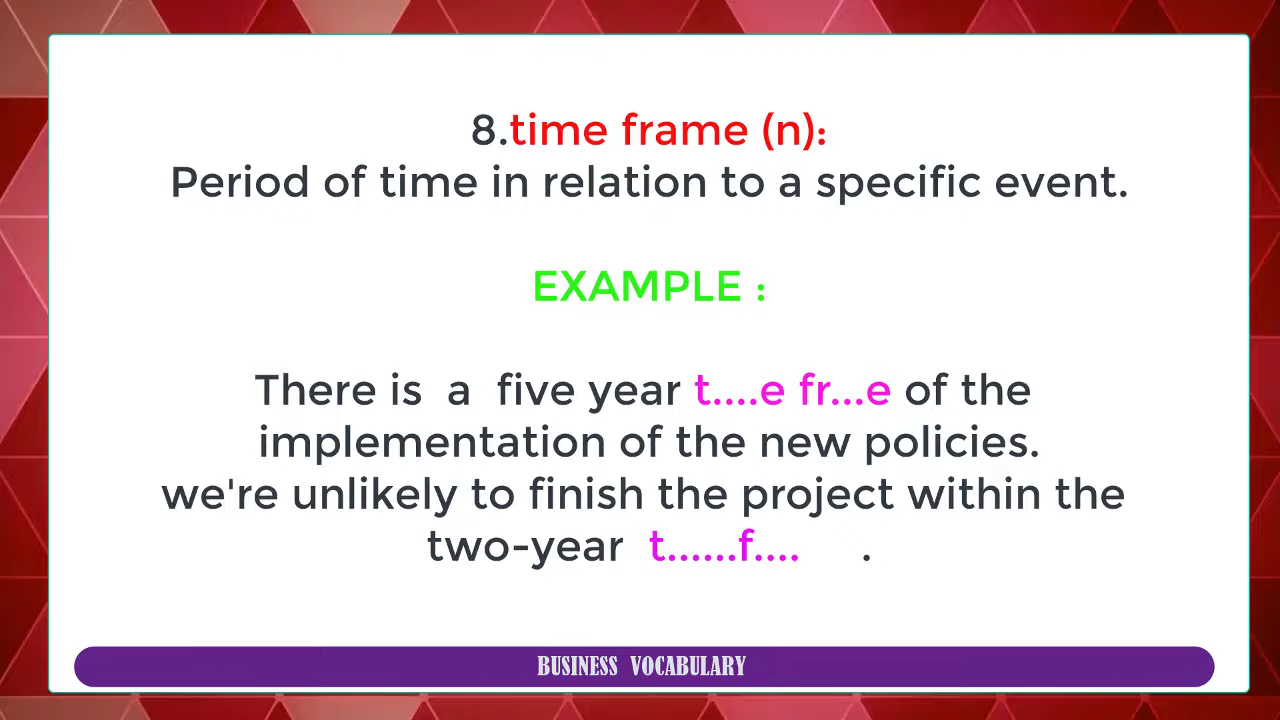 8.time frame (n):
Period of time in relation to a specific event.
EXAMPLE :
There is a five year t....e fr...e of the
implementation of the new policies.
we're unlikely to finish the project within the
two-year t......f.... .
BUSINESS VOCABULARY